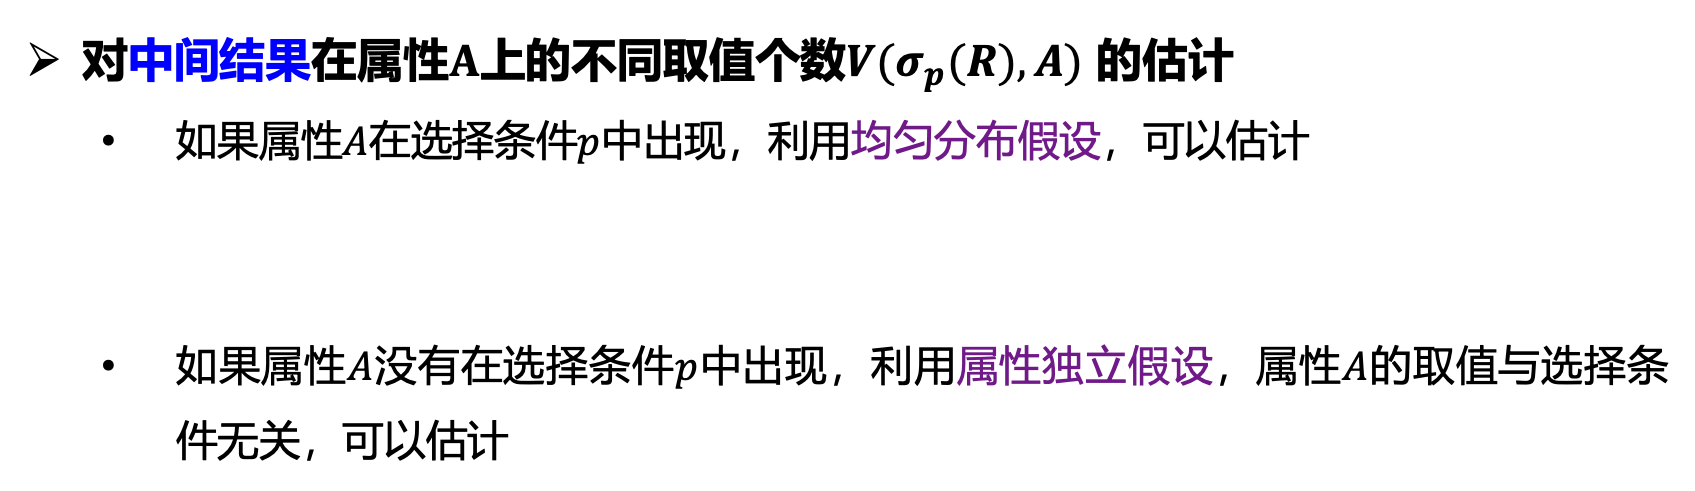 ➢ 对中间结果在属性A上的不同取值个数V(σₚ(R), A) 的估计
• 如果属性A在选择条件p中出现，利用均匀分布假设，可以估计
• 如果属性A没有在选择条件p中出现，利用属性独立假设，属性A的取值与选择条
件无关，可以估计